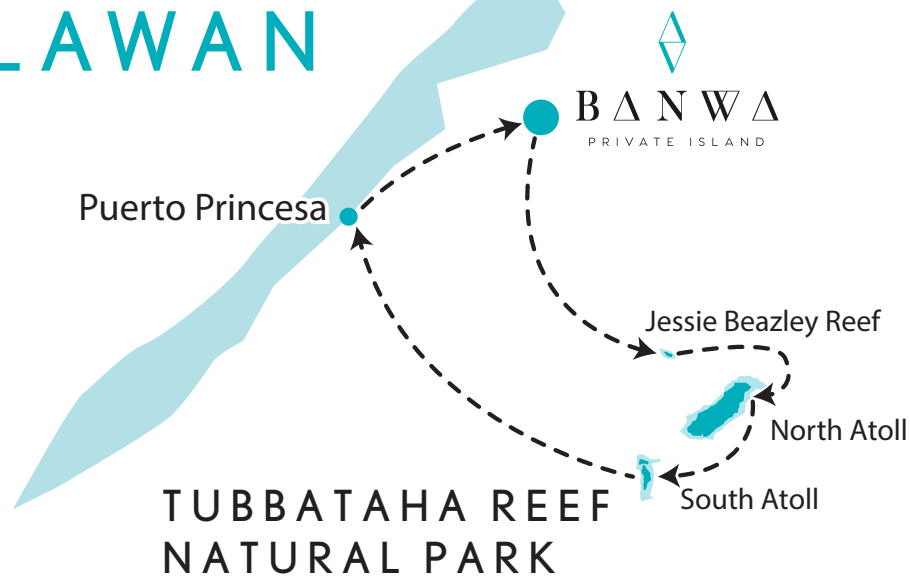 LAWAN
BANWA
PRIVATE ISLAND
Puerto Princesa
Jessie Beazley Reef
North Atoll
South Atoll
TUBBATAHA REEF
NATURAL PARK